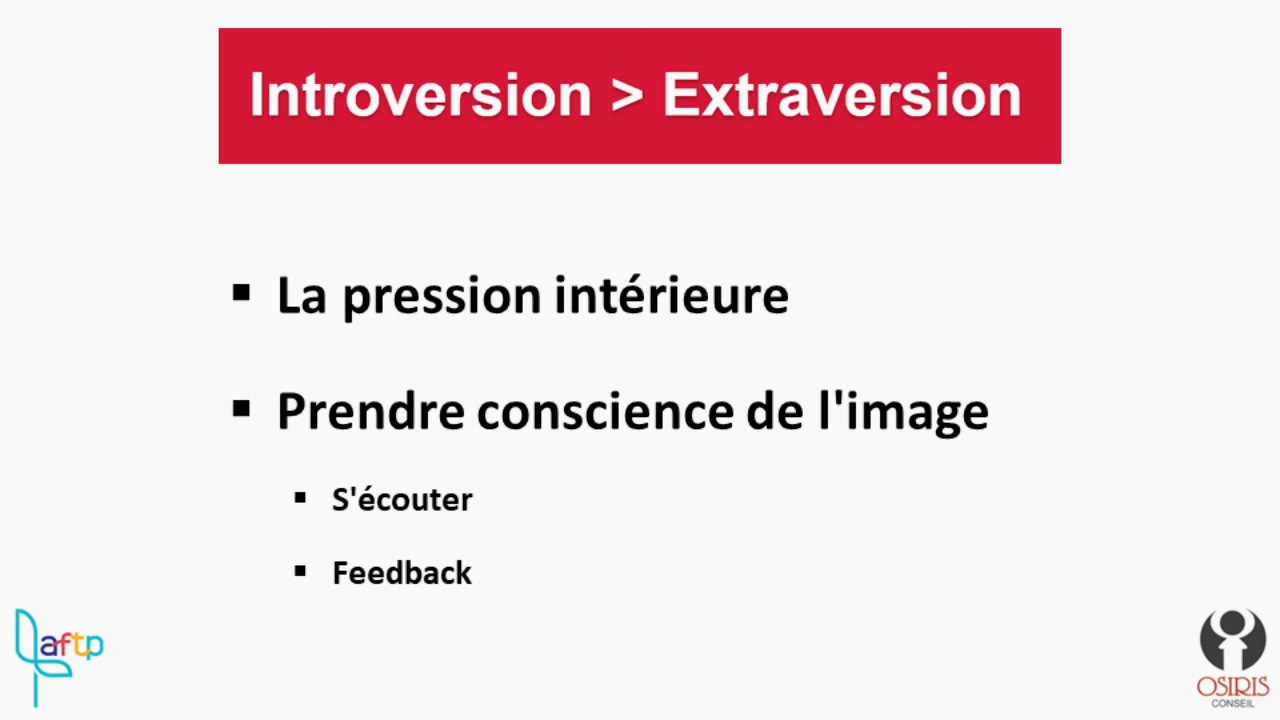 Introversion > Extraversion
▪ La pression intérieure
▪ Prendre conscience de l'image
▪ S'écouter
▪ Feedback
aftp
OSIRIS
CONSEIL